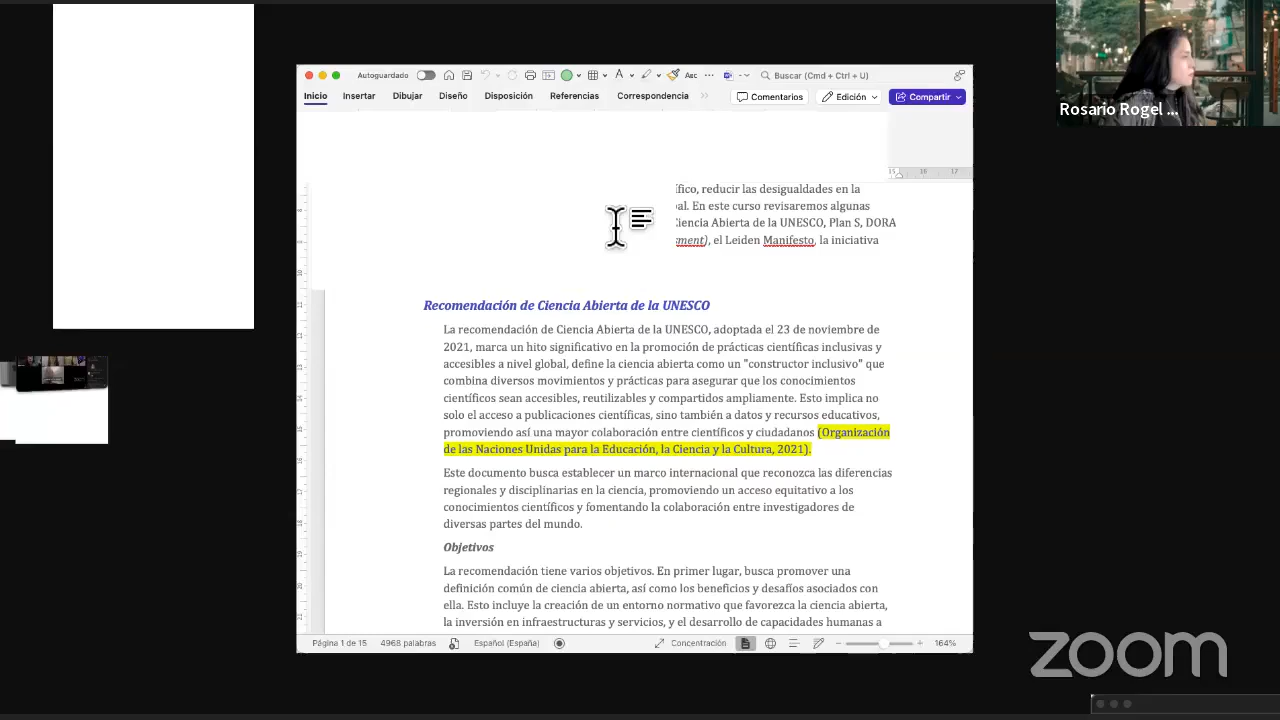 Autoguardado
Buscar (Cmd + Ctrl + U)
Inicio Insertar Dibujar Diseño Disposición Referencias Correspondencia Comentarios Edición Compartir
Rosario Rogel ...
15 16 17
reducir las desigualdades en la
En este curso revisaremos algunas
Ciencia Abierta de la UNESCO, Plan S, DORA
el Leiden Manifesto, la iniciativa
Recomendación de Ciencia Abierta de la UNESCO
La recomendación de Ciencia Abierta de la UNESCO, adoptada el 23 de noviembre de
2021, marca un hito significativo en la promoción de prácticas científicas inclusivas y
accesibles a nivel global, define la ciencia abierta como un "constructor inclusivo" que
combina diversos movimientos y prácticas para asegurar que los conocimientos
científicos sean accesibles, reutilizables y compartidos ampliamente. Esto implica no
solo el acceso a publicaciones científicas, sino también a datos y recursos educativos,
promoviendo así una mayor colaboración entre científicos y ciudadanos (Organización
de las Naciones Unidas para la Educación, la Ciencia y la Cultura, 2021).
Este documento busca establecer un marco internacional que reconozca las diferencias
regionales y disciplinarias en la ciencia, promoviendo un acceso equitativo a los
conocimientos científicos y fomentando la colaboración entre investigadores de
diversas partes del mundo.
Objetivos
La recomendación tiene varios objetivos. En primer lugar, busca promover una
definición común de ciencia abierta, así como los beneficios y desafíos asociados con
ella. Esto incluye la creación de un entorno normativo que favorezca la ciencia abierta,
la inversión en infraestructuras y servicios, y el desarrollo de capacidades humanas a
Página 1 de 15 4968 palabras Español (España) Concentración 164%
zoom